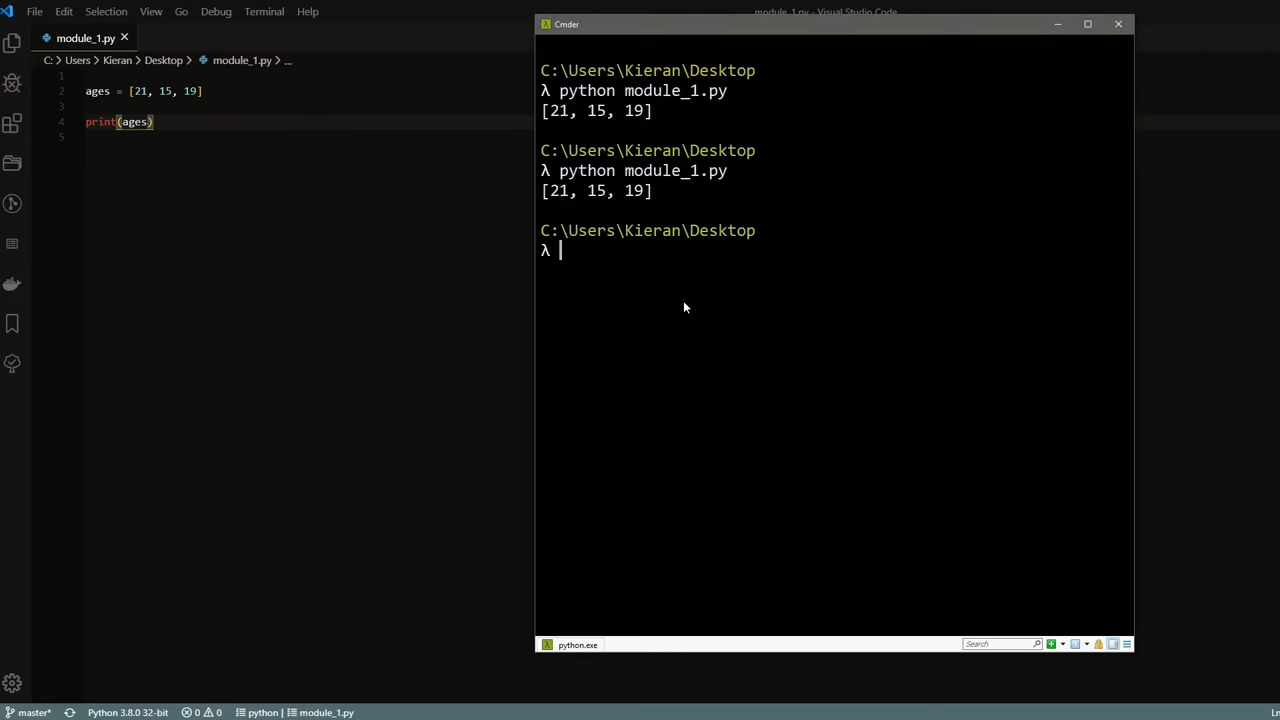 File Edit Selection View Go Debug Terminal Help
module_1.py - Visual Studio Code
module_1.py
C: > Users > Kieran > Desktop > module_1.py > ...
1
2 ages = [21, 15, 19]
3
4 print(ages)
5
Cmder
C:\Users\Kieran\Desktop
λ python module_1.py
[21, 15, 19]
C:\Users\Kieran\Desktop
λ python module_1.py
[21, 15, 19]
C:\Users\Kieran\Desktop
λ
python.exe
Search
master* Python 3.8.0 32-bit 0 0 python | module_1.py